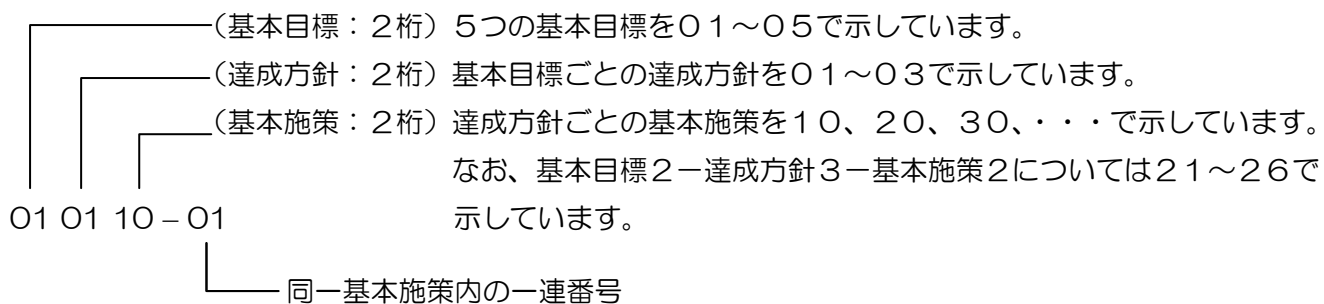 (基本目標:2桁)5つの基本目標を01~05で示しています。
(達成方針:2桁)基本目標ごとの達成方針を01~03で示しています。
(基本施策:2桁)達成方針ごとの基本施策を10、20、30、・・・で示しています。
なお、基本目標2-達成方針3-基本施策2については21~26で
01 01 10 – 01 示しています。
同一基本施策内の一連番号